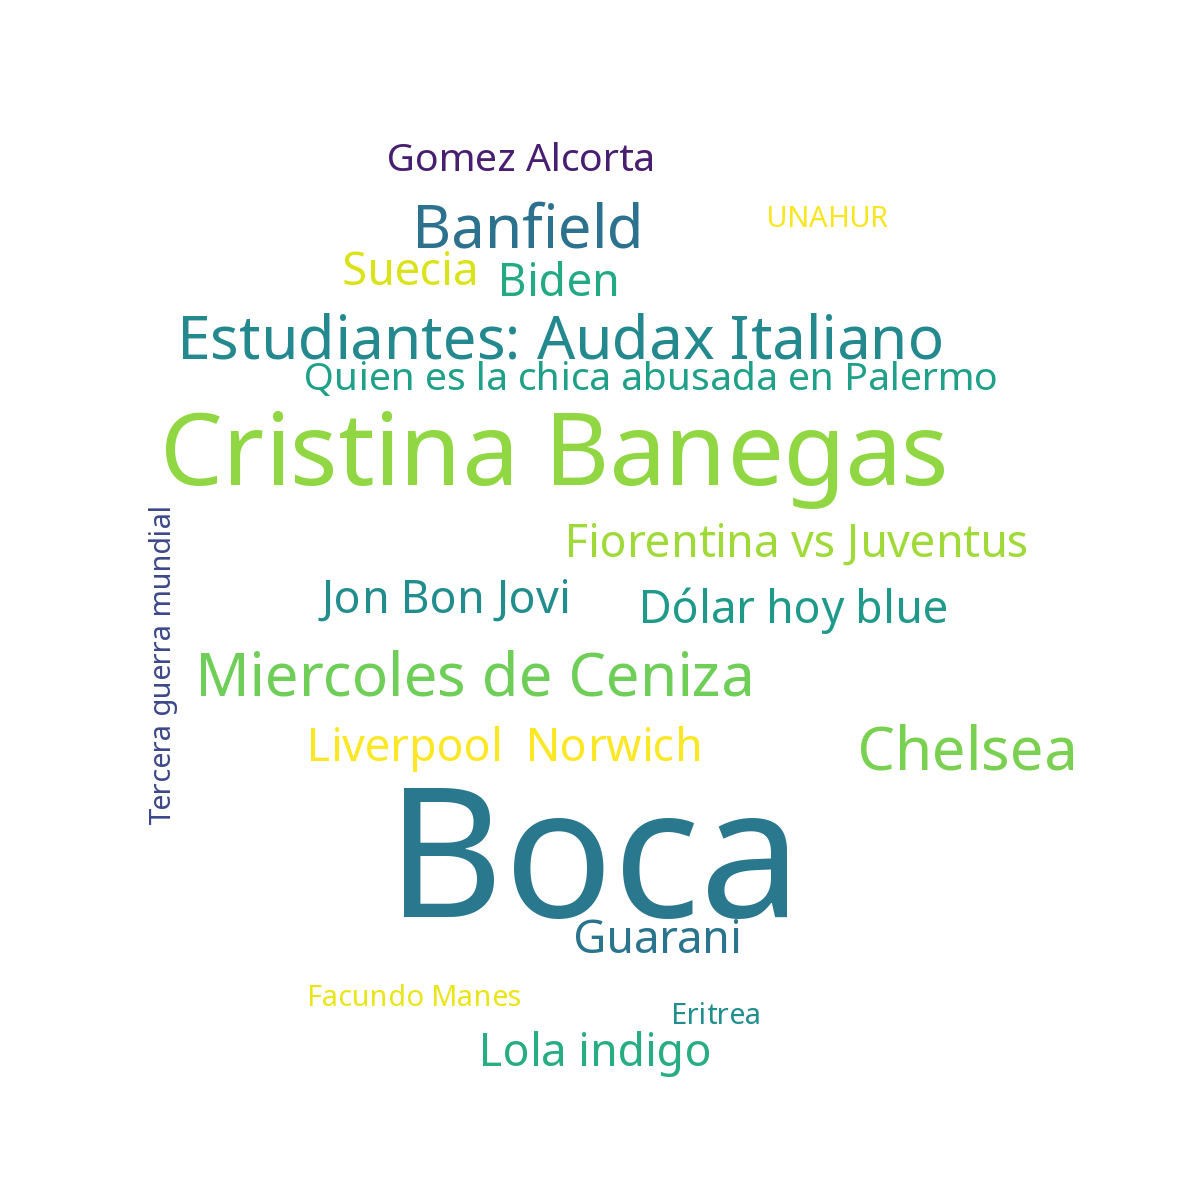 Gomez Alcorta
Banfield
UNAHUR
Suecia
Biden
Estudiantes: Audax Italiano
Quien es la chica abusada en Palermo
Cristina Banegas
Tercera guerra mundial
Fiorentina vs Juventus
Jon Bon Jovi
Dólar hoy blue
Miercoles de Ceniza
Liverpool Norwich
Chelsea
Boca
Guarani
Facundo Manes
Eritrea
Lola indigo